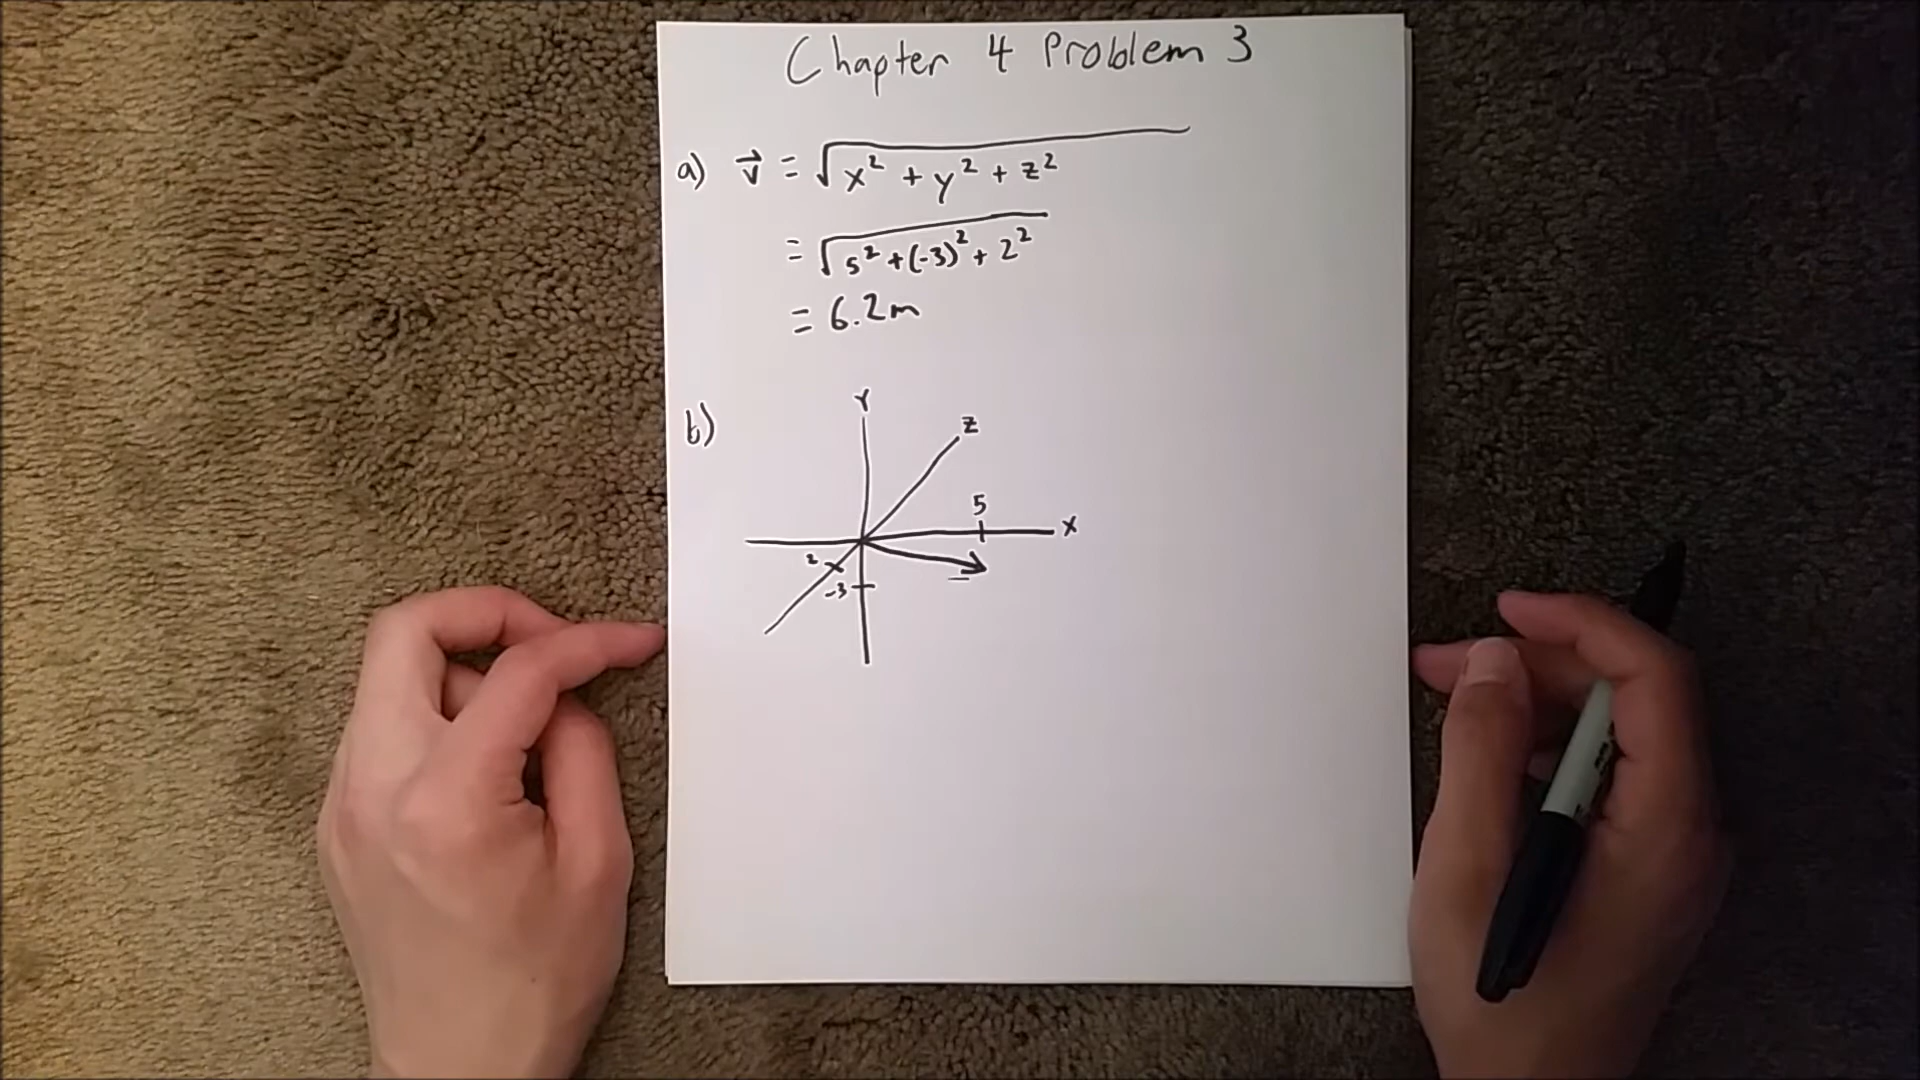 Chapter 4 Problem 3
a) v⃗ = √x² + y² + z²
= √5² + (-3)² + 2²
= 6.2m
b)
Y
Z
5
X
2
-3